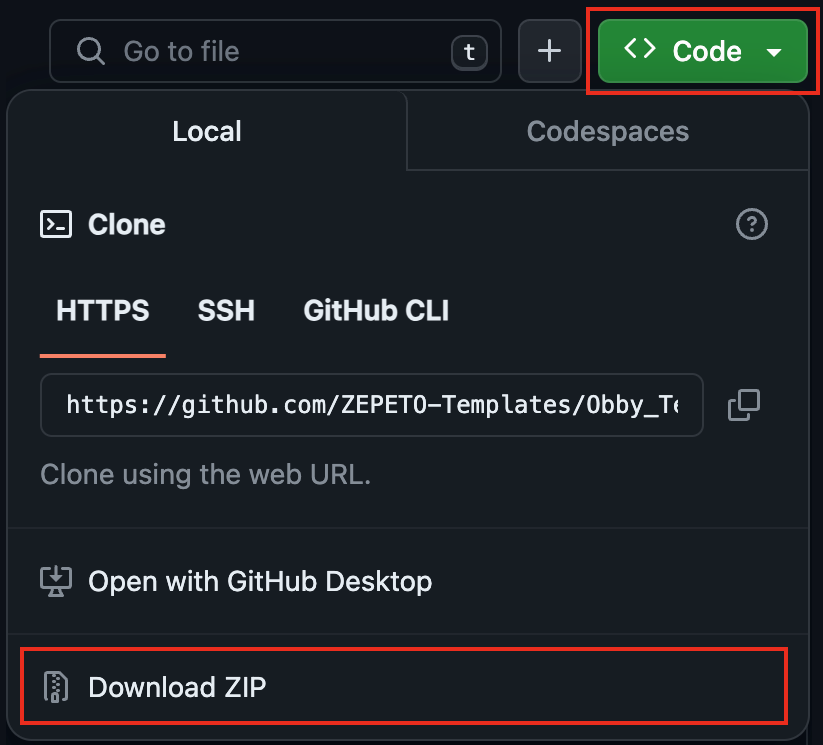 Go to file t + <> Code
Local Codespaces
Clone
HTTPS SSH GitHub CLI
https://github.com/ZEPETO-Templates/Obby_Te
Clone using the web URL.
Open with GitHub Desktop
Download ZIP